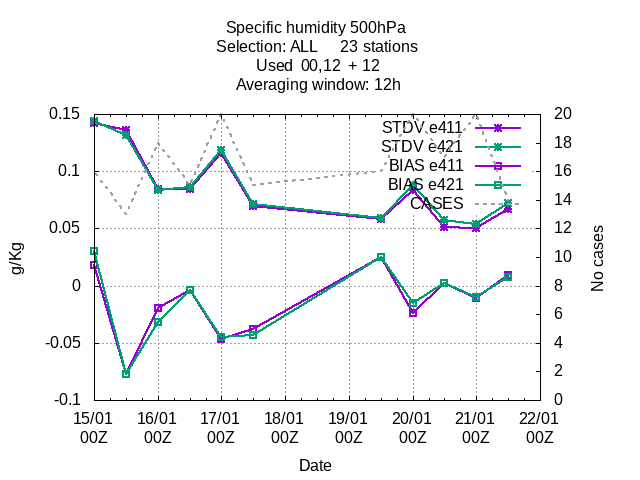 Specific humidity 500hPa
Selection: ALL 23 stations
Used 00,12 + 12
Averaging window: 12h
0.15
0.1
0.05
0
-0.05
-0.1
g/Kg
20
18
16
14
12
10
8
6
4
2
0
No cases
STDV e411
STDV e421
BIAS e411
BIAS e421
CASES
15/01 16/01 17/01 18/01 19/01 20/01 21/01 22/01
00Z 00Z 00Z 00Z 00Z 00Z 00Z 00Z
Date